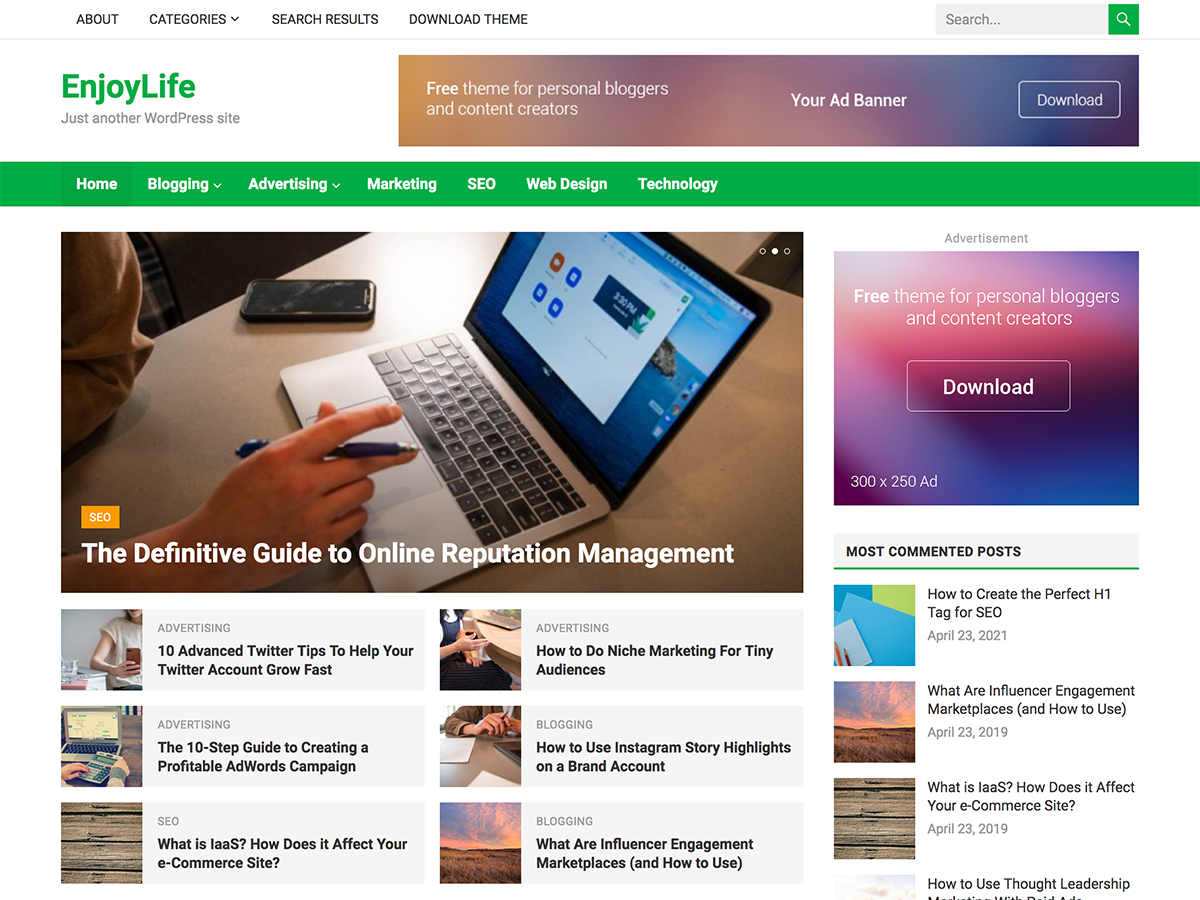 ABOUT
CATEGORIES
SEARCH RESULTS
DOWNLOAD THEME
Search...
EnjoyLife
Just another WordPress site
Free theme for personal bloggers
and content creators
Your Ad Banner
Download
Home
Blogging
Advertising
Marketing
SEO
Web Design
Technology
3:30 PM
SEO
The Definitive Guide to Online Reputation Management
ADVERTISING
10 Advanced Twitter Tips To Help Your
Twitter Account Grow Fast
ADVERTISING
How to Do Niche Marketing For Tiny
Audiences
ADVERTISING
The 10-Step Guide to Creating a
Profitable AdWords Campaign
BLOGGING
How to Use Instagram Story Highlights
on a Brand Account
SEO
What is IaaS? How Does it Affect Your
e-Commerce Site?
BLOGGING
What Are Influencer Engagement
Marketplaces (and How to Use)
Advertisement
Free theme for personal bloggers
and content creators
Download
300 x 250 Ad
MOST COMMENTED POSTS
How to Create the Perfect H1
Tag for SEO
April 23, 2021
What Are Influencer Engagement
Marketplaces (and How to Use)
April 23, 2019
What is IaaS? How Does it Affect
Your e-Commerce Site?
April 23, 2019
How to Use Thought Leadership
Marketing With Paid Ads